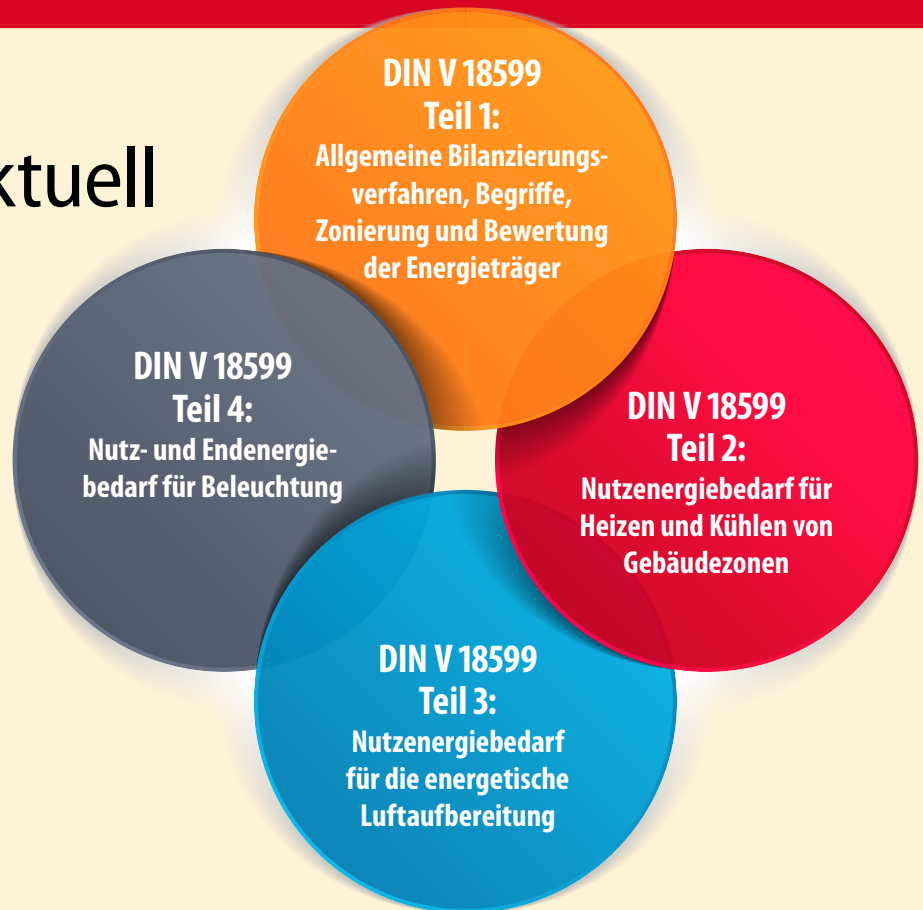 ktuell
DIN V 18599
Teil 1:
Allgemeine Bilanzierungs-
verfahren, Begriffe,
Zonierung und Bewertung
der Energieträger
DIN V 18599
Teil 4:
Nutz- und Endenergie-
bedarf für Beleuchtung
DIN V 18599
Teil 2:
Nutzenergiebedarf für
Heizen und Kühlen von
Gebäudezonen
DIN V 18599
Teil 3:
Nutzenergiebedarf
für die energetische
Luftaufbereitung